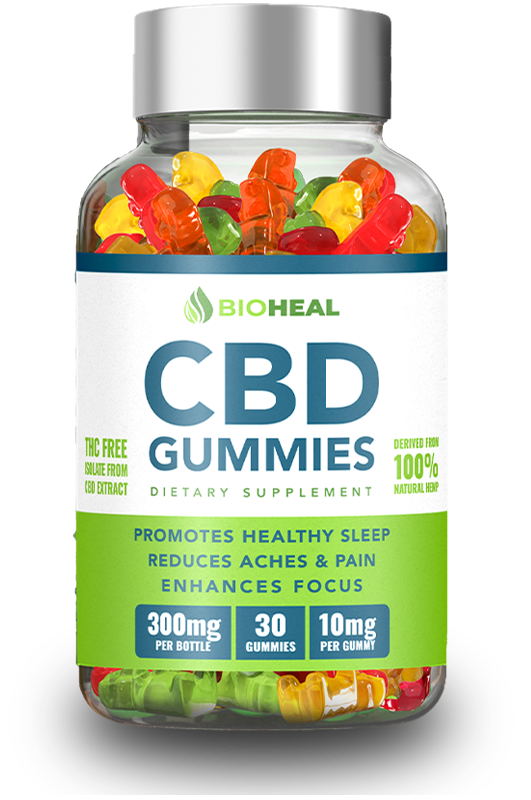 BIOHEAL
CBD
GUMMIES
DIETARY SUPPLEMENT
THC FREE
ISOLATE FROM
CBD EXTRACT
DERIVED FROM
100%
NATURAL HEMP
PROMOTES HEALTHY SLEEP
REDUCES ACHES & PAIN
ENHANCES FOCUS
300mg
PER BOTTLE
30
GUMMIES
10mg
PER GUMMY